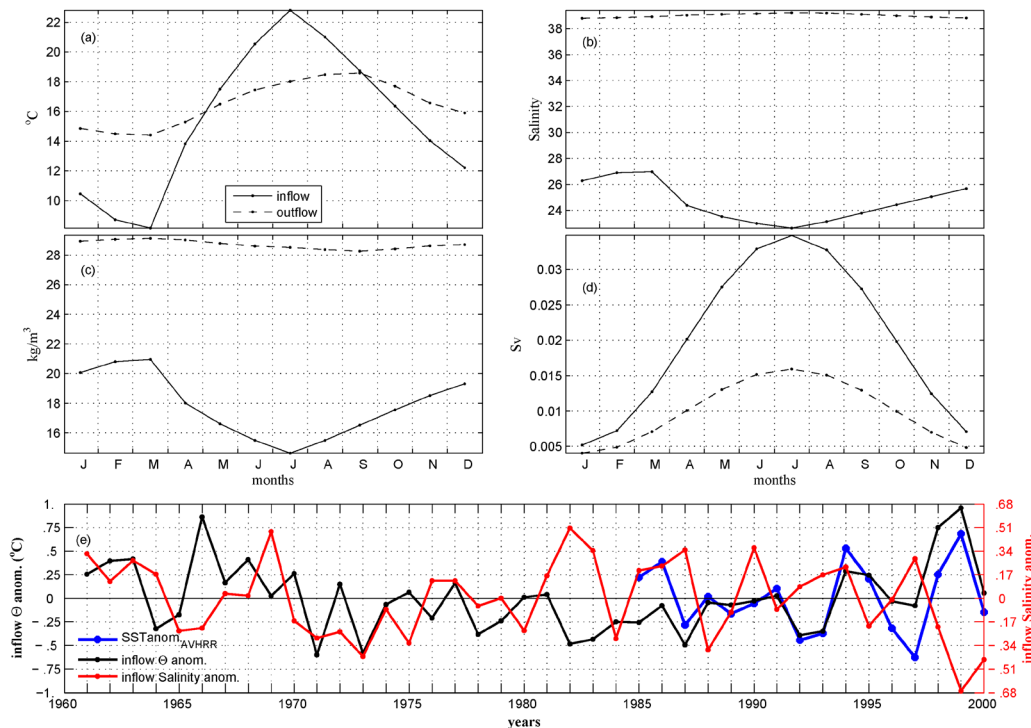 22
20
18
16
14
12
10
°C
(a)
inflow
outflow
38
36
34
32
30
28
26
24
Salinity
(b)
28
26
24
22
20
18
16
kg/m³
(c)
J F M A M J J A S O N D
months
0.03
0.025
0.02
0.015
0.01
0.005
Sv
(d)
J F M A M J J A S O N D
months
1.
.75
.5
.25
0
-.25
-.5
-.75
-1.
inflow Θ anom. (°C)
(e)
SSTanom.AVHRR
inflow Θ anom.
inflow Salinity anom.
.68
.51
.34
.17
0
.17
.34
.51
.68
inflow Salinity anom.
1960 1965 1970 1975 1980 1985 1990 1995 2000
years